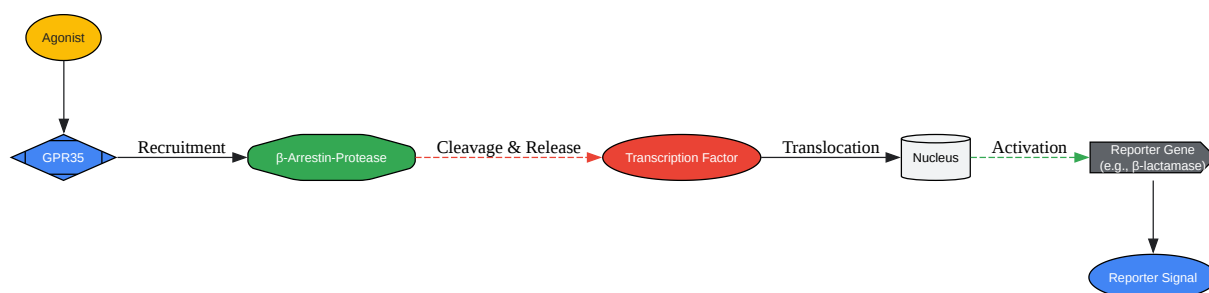 Agonist
GPR35
Recruitment
β-Arrestin-Protease
Cleavage & Release
Transcription Factor
Translocation
Nucleus
Activation
Reporter Gene
(e.g., β-lactamase)
Reporter Signal